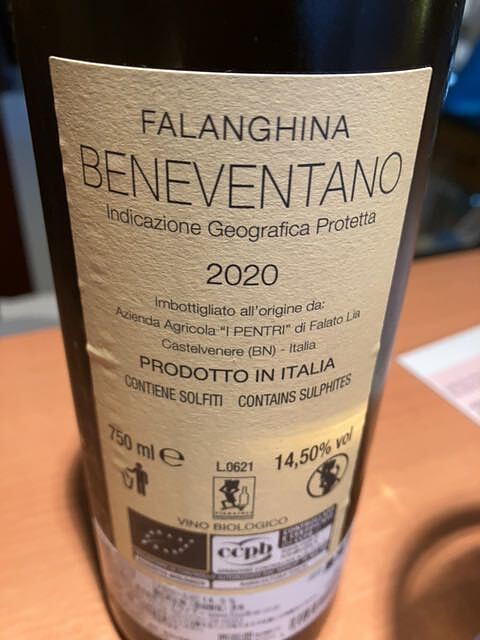 FALANGHINA
BENEVENTANO
Indicazione Geografica Protetta
2020
Imbottigliato all'origine da:
Azienda Agricola "I PENTRI" di Falato Lia
Castelvenere (BN) - Italia
PRODOTTO IN ITALIA
CONTIENE SOLFITI CONTAINS SULPHITES
750 ml e
L.0621
14,50% vol
VINO BIOLOGICO
ccpb